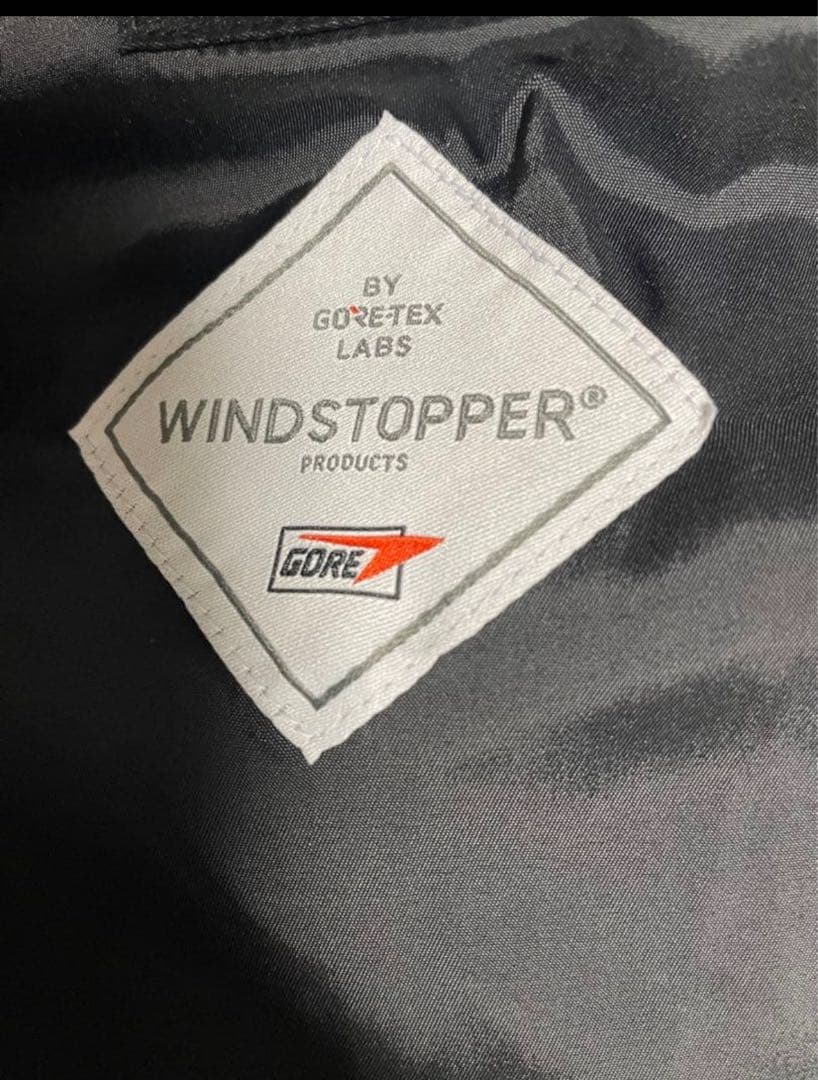 BY
GORE-TEX
LABS
WINDSTOPPER®
PRODUCTS
GORE